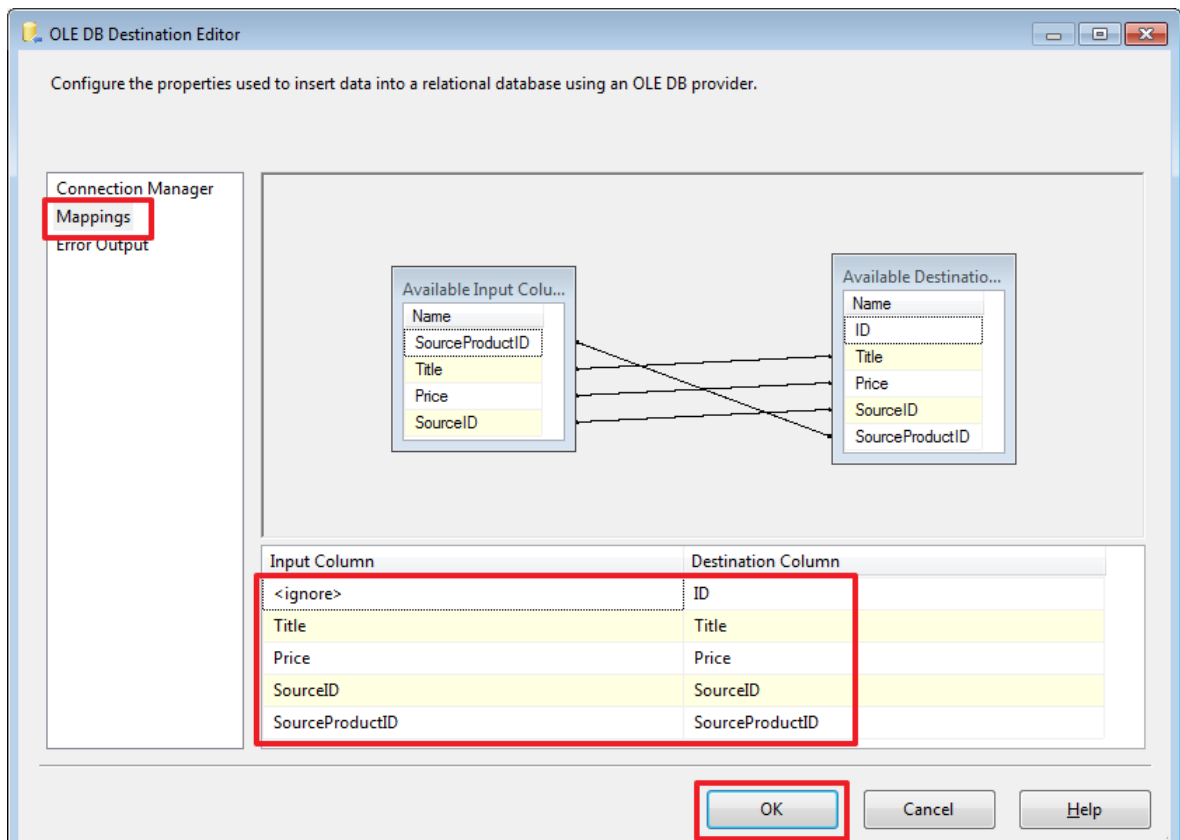 OLE DB Destination Editor
Configure the properties used to insert data into a relational database using an OLE DB provider.
Connection Manager
Mappings
Error Output
Available Input Colu...
Name
SourceProductID
Title
Price
SourceID
Available Destinatio...
Name
ID
Title
Price
SourceID
SourceProductID
Input Column Destination Column
<ignore> ID
Title Title
Price Price
SourceID SourceID
SourceProductID SourceProductID
OK Cancel Help